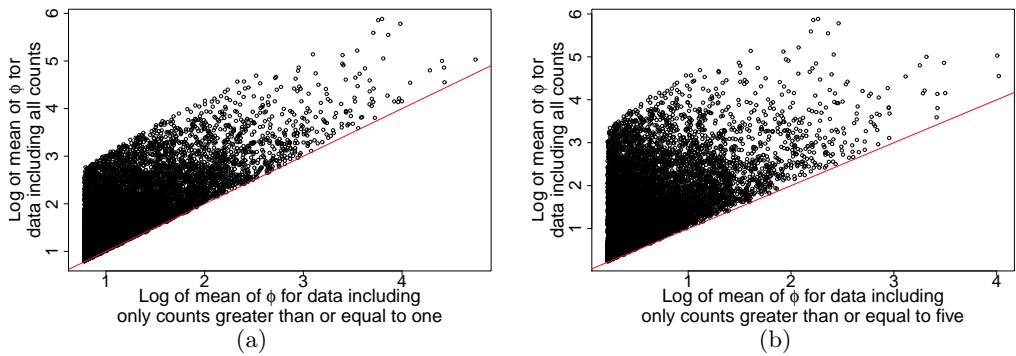 Log of mean of ϕ for
data including all counts
6
5
4
3
2
1
1
2
3
4
Log of mean of ϕ for data including
only counts greater than or equal to one
(a)
Log of mean of ϕ for
data including all counts
6
5
4
3
2
1
0
1
2
3
4
Log of mean of ϕ for data including
only counts greater than or equal to five
(b)